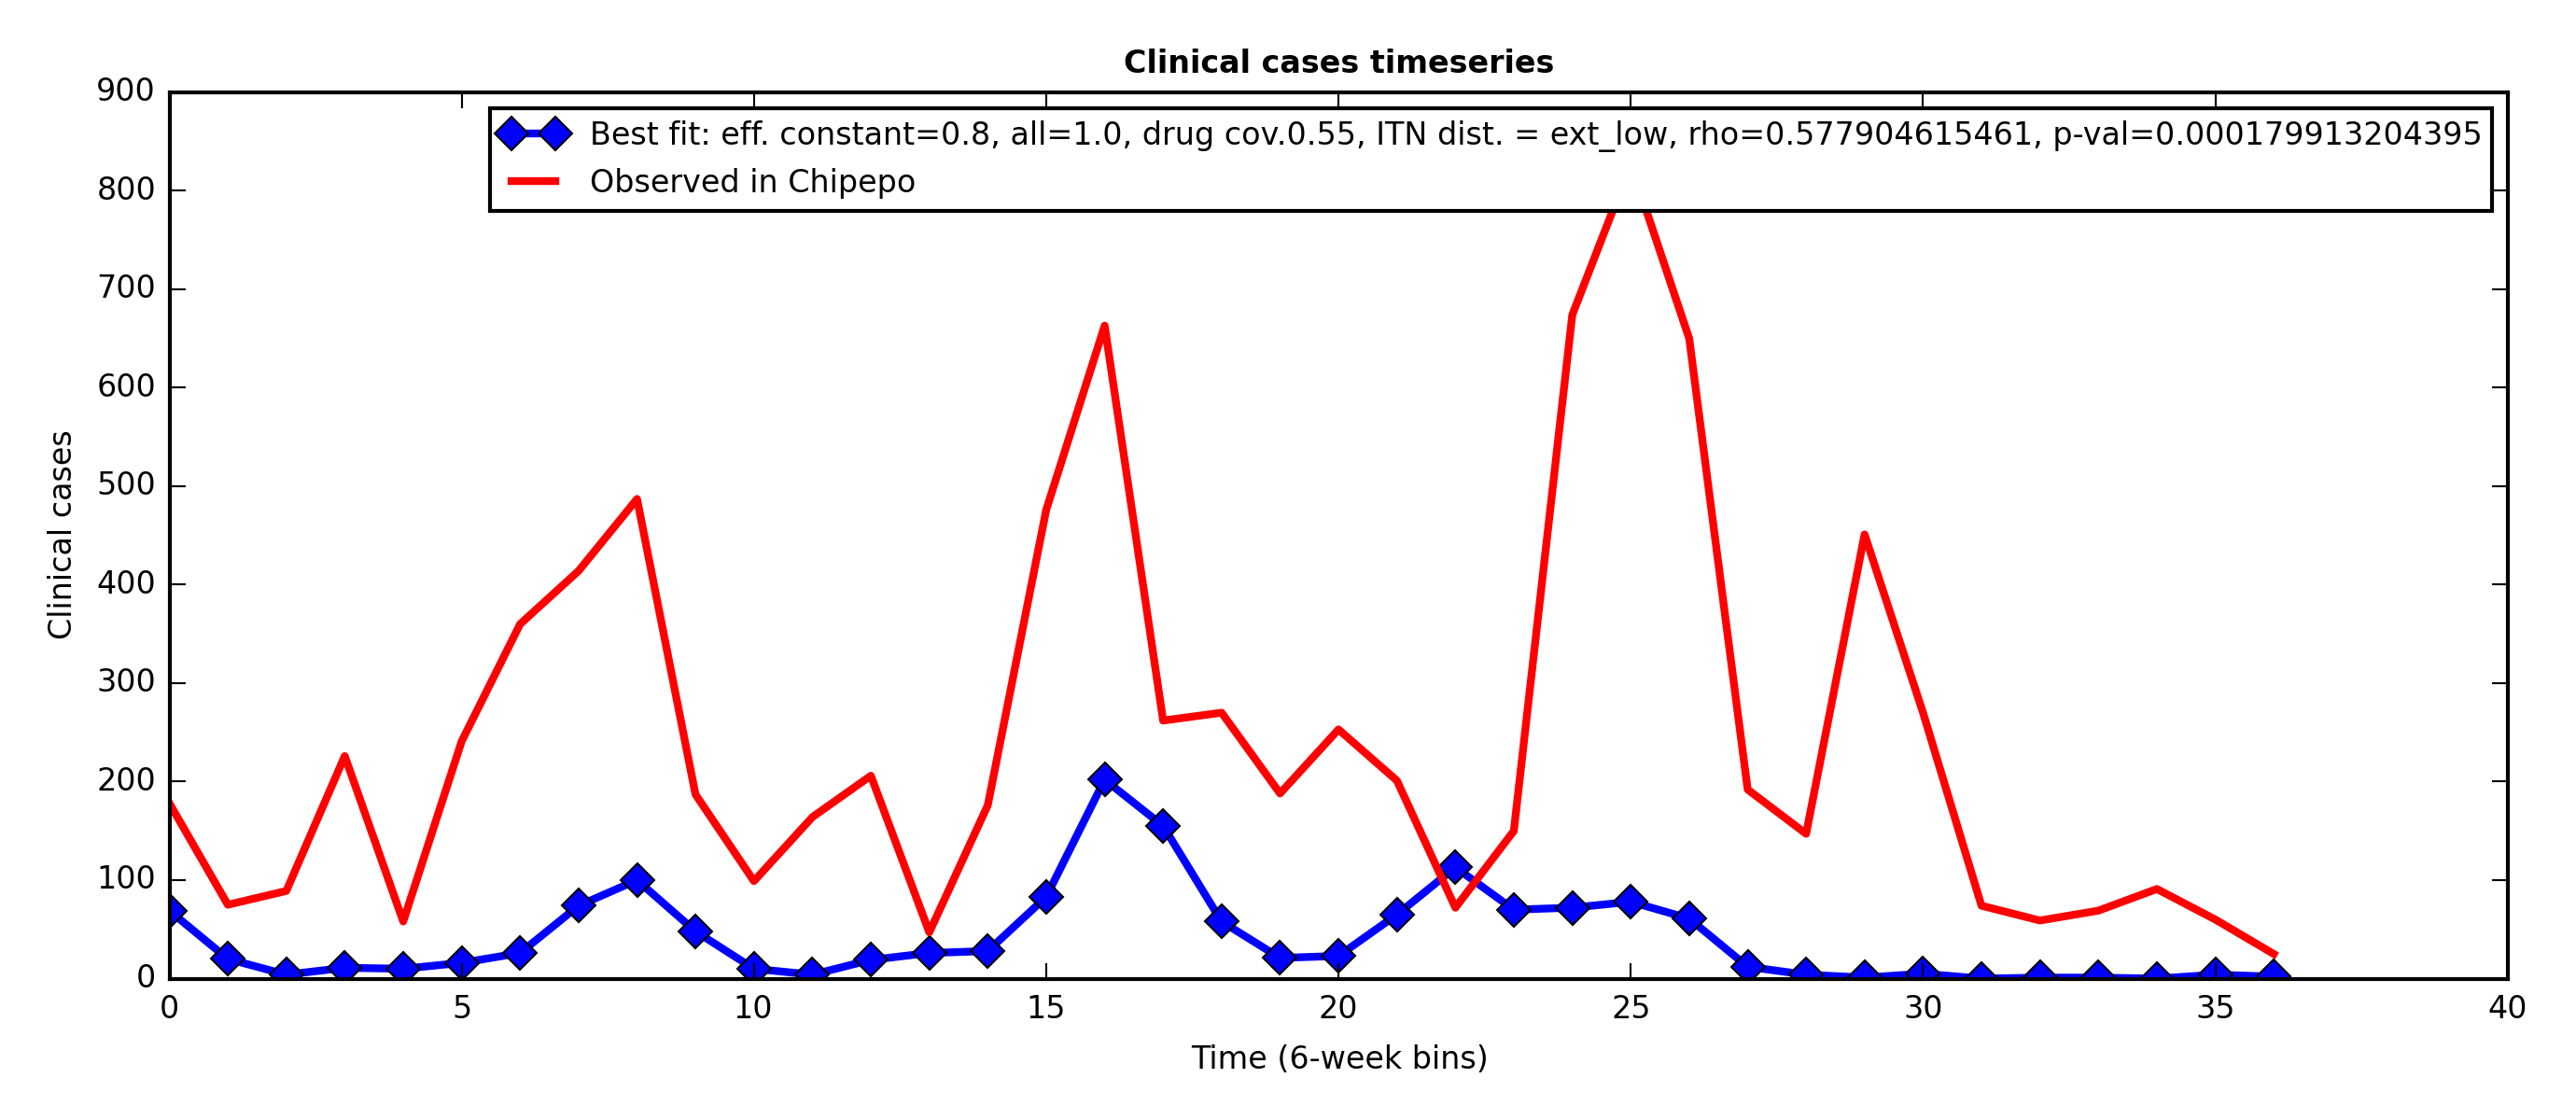 Clinical cases timeseries
900
800
700
600
500
400
300
200
100
0
Clinical cases
Best fit: eff. constant=0.8, all=1.0, drug cov.0.55, ITN dist. = ext_low, rho=0.577904615461, p-val=0.000179913204395
Observed in Chipepo
0 5 10 15 20 25 30 35 40
Time (6-week bins)